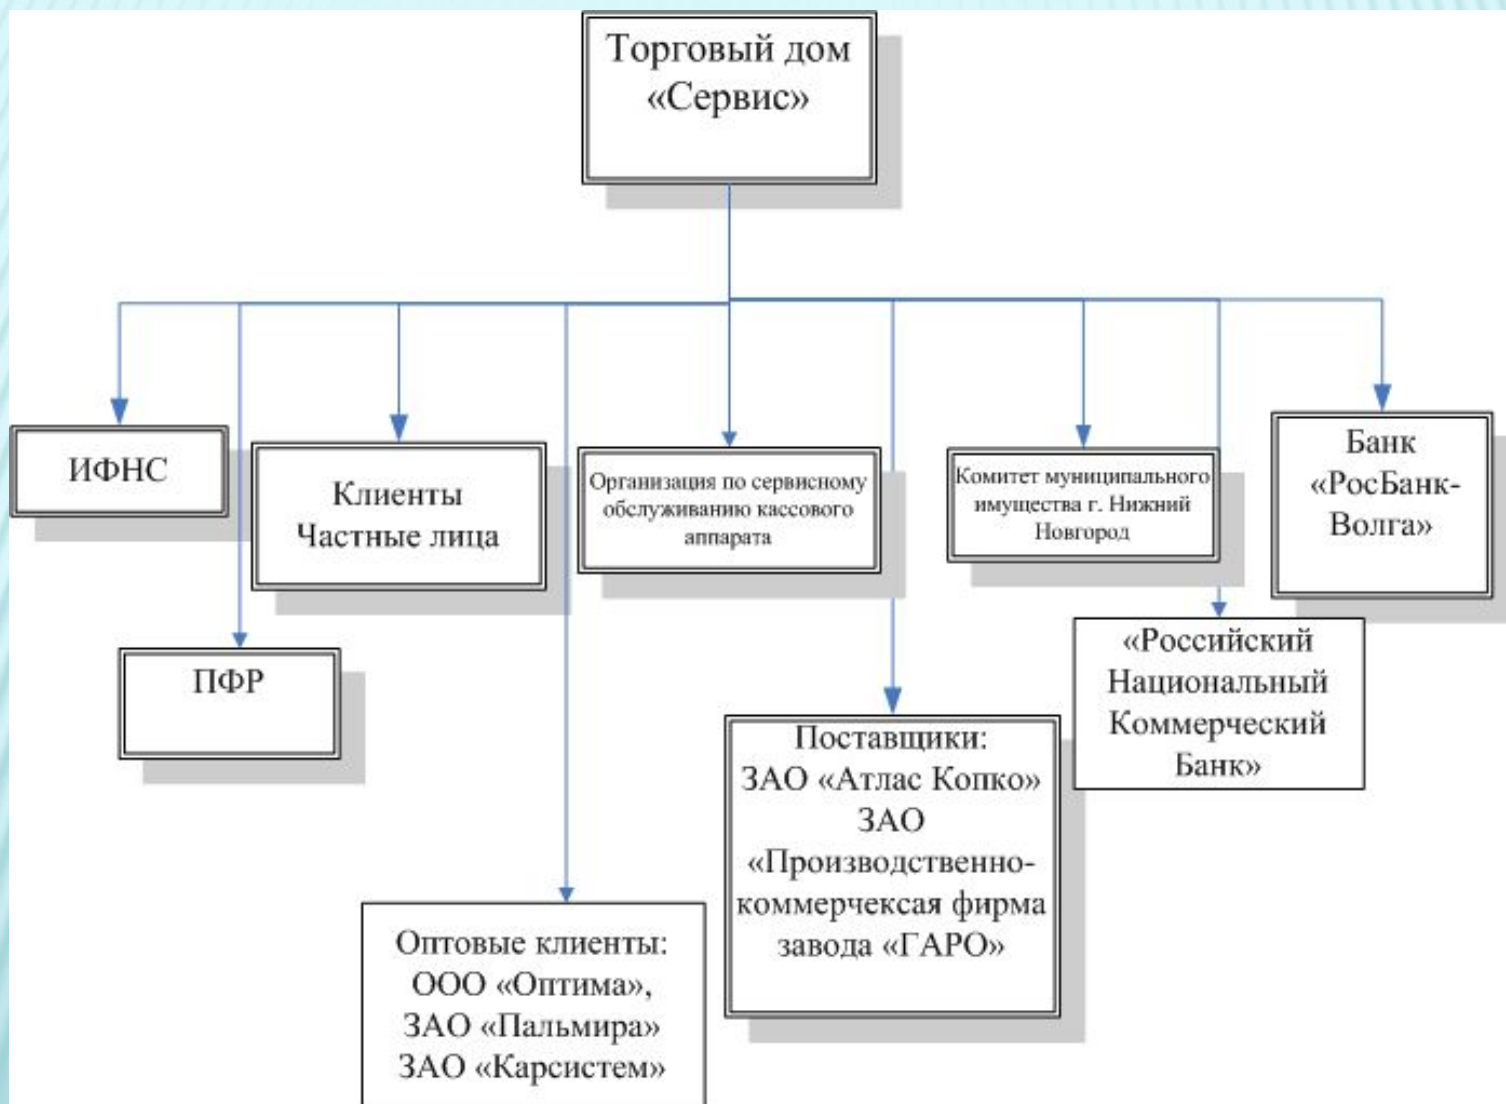 Торговый дом
«Сервис»
ИФНС
Клиенты
Частные лица
Организация по сервисному
обслуживанию кассового
аппарата
Комитет муниципального
имущества г. Нижний
Новгород
Банк
«РосБанк-
Волга»
ПФР
«Российский
Национальный
Коммерческий
Банк»
Поставщики:
ЗАО «Атлас Копко»
ЗАО
«Производственно-
коммерчексая фирма
завода «ГАРО»
Оптовые клиенты:
ООО «Оптима»,
ЗАО «Пальмира»
ЗАО «Карсистем»